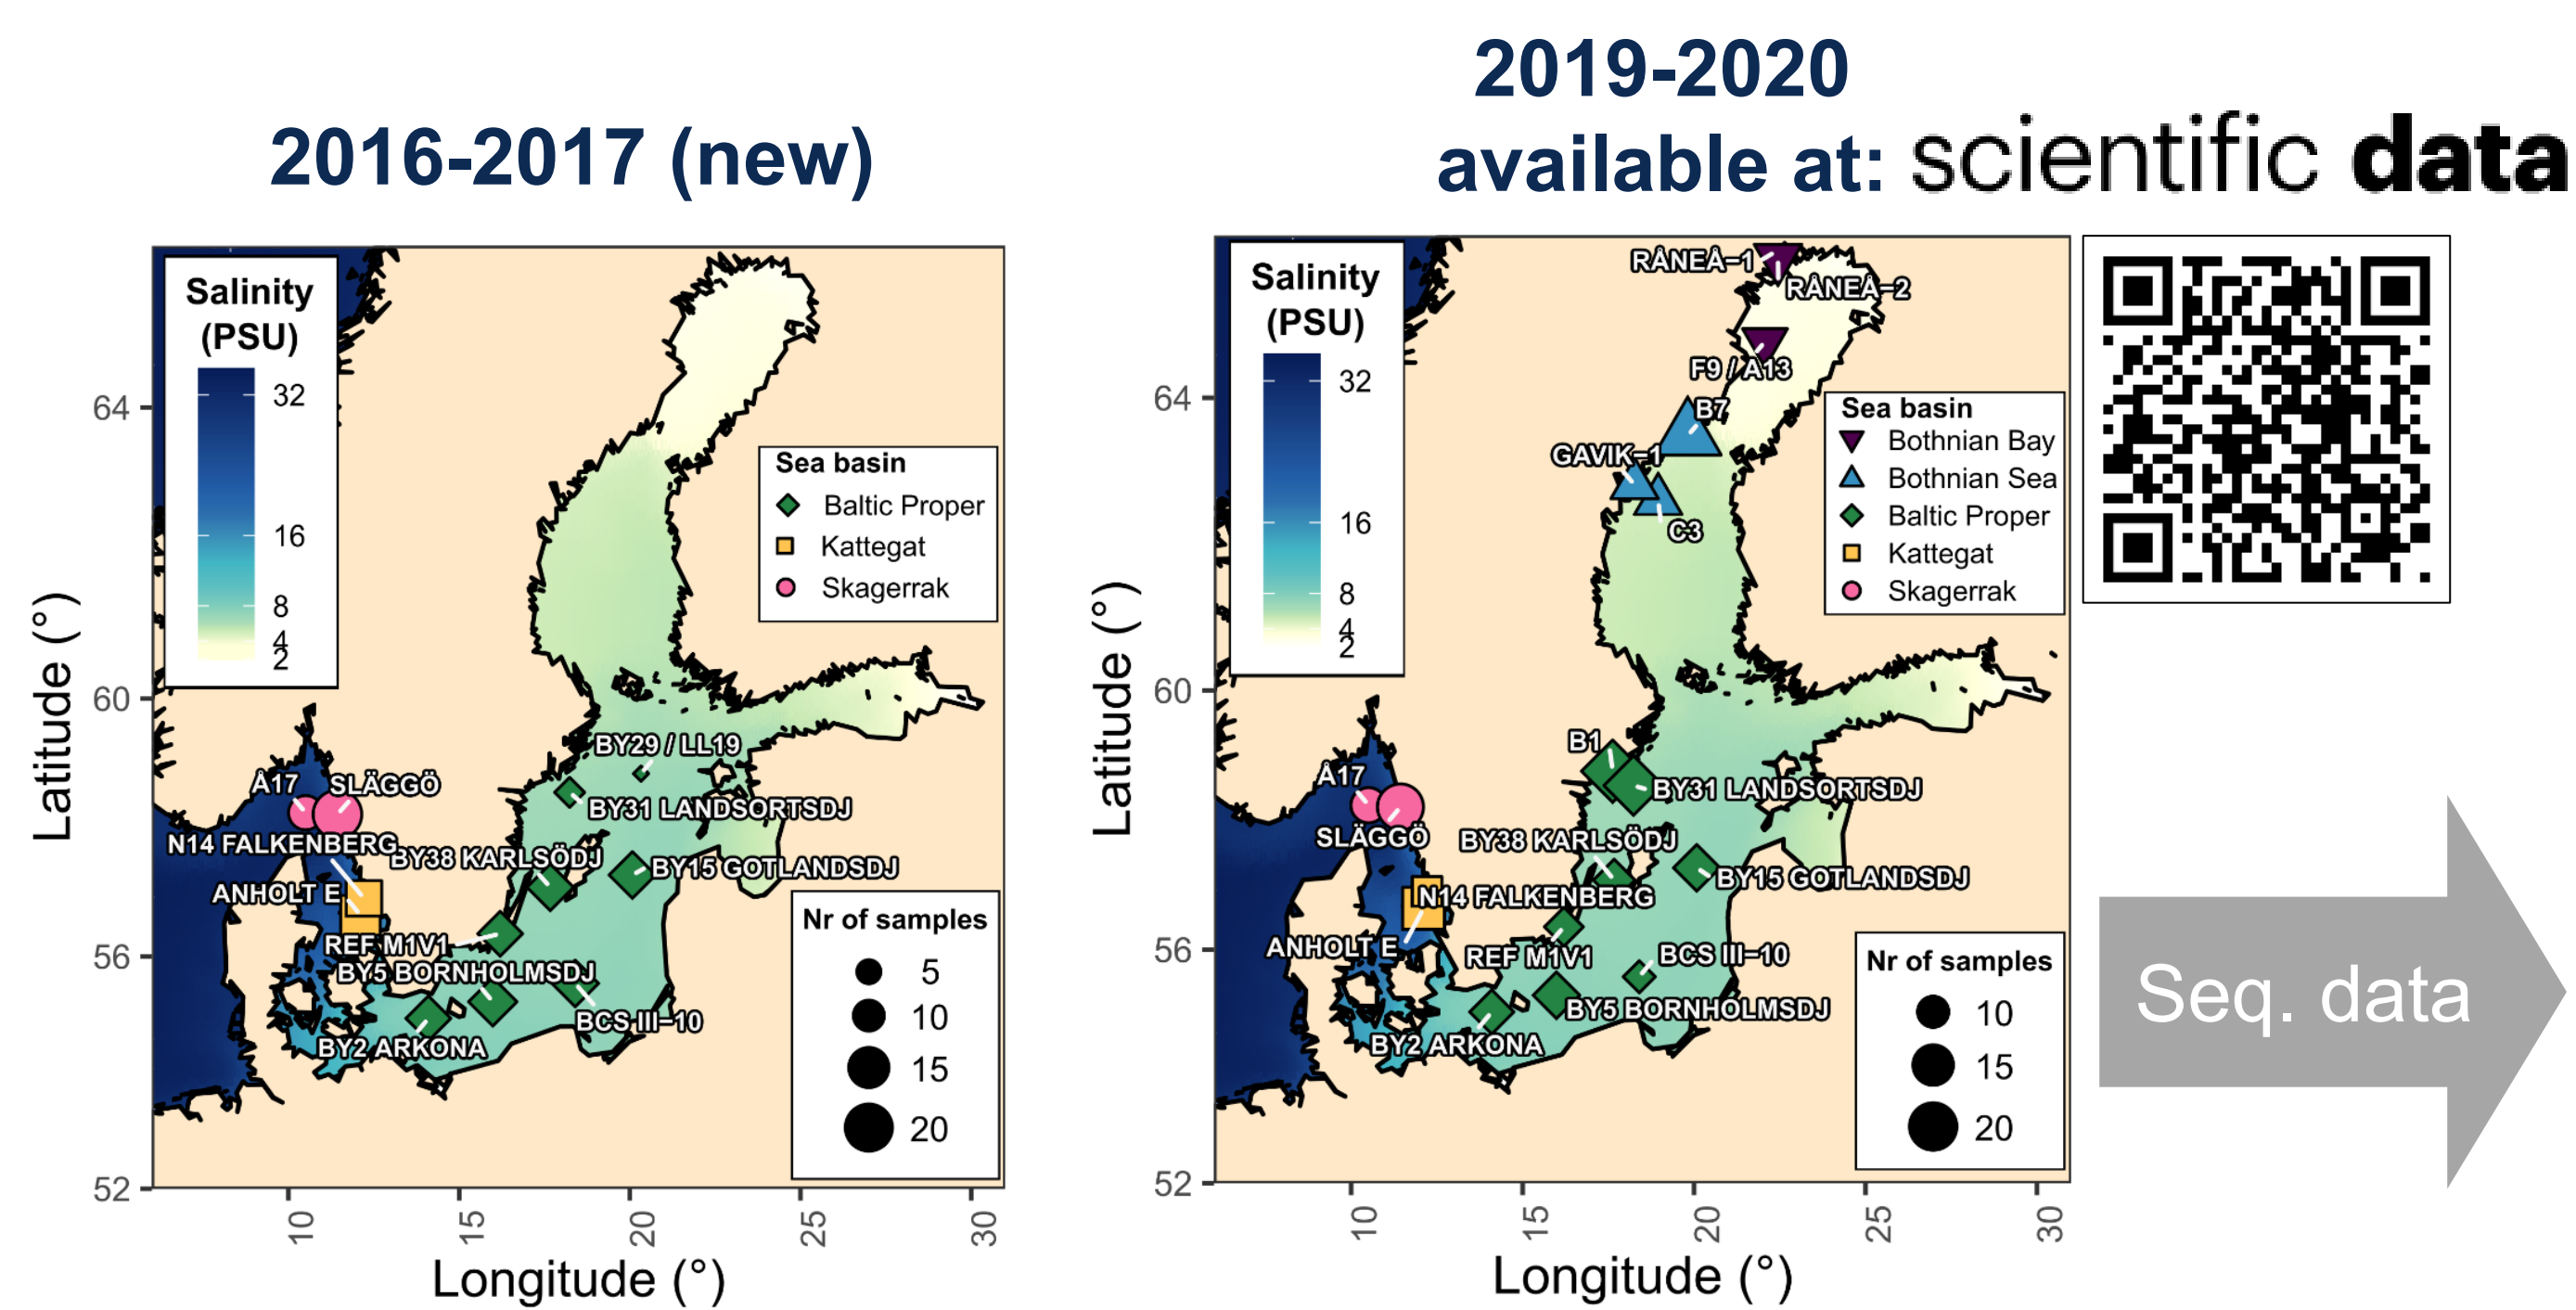 2016-2017 (new)
2019-2020
available at: scientific data
Salinity
(PSU)
32
16
8
4
2
Sea basin
Baltic Proper
Kattegat
Skagerrak
BY29 / LL19
BY31 LANDSORTSDJ
Å17
SLÄGGÖ
N14 FALKENBERG
BY38 KARLSÖDJ
BY15 GOTLANDSDJ
ANHOLT E
REF M1V1
BY5 BORNHOLMSDJ
BCS III-10
BY2 ARKONA
Nr of samples
5
10
15
20
64
60
56
52
Latitude (°)
10
15
20
25
30
Longitude (°)
Salinity
(PSU)
32
16
8
4
2
RÅNEÅ-1
RÅNEÅ-2
F9 / A13
B7
GAVIK-1
C3
Sea basin
Bothnian Bay
Bothnian Sea
Baltic Proper
Kattegat
Skagerrak
B1
Å17
BY31 LANDSORTSDJ
SLÄGGÖ
BY38 KARLSÖDJ
BY15 GOTLANDSDJ
N14 FALKENBERG
ANHOLT E
REF M1V1
BCS III-10
BY5 BORNHOLMSDJ
BY2 ARKONA
Nr of samples
10
15
20
64
60
56
52
Latitude (°)
10
15
20
25
30
Longitude (°)
Seq. data